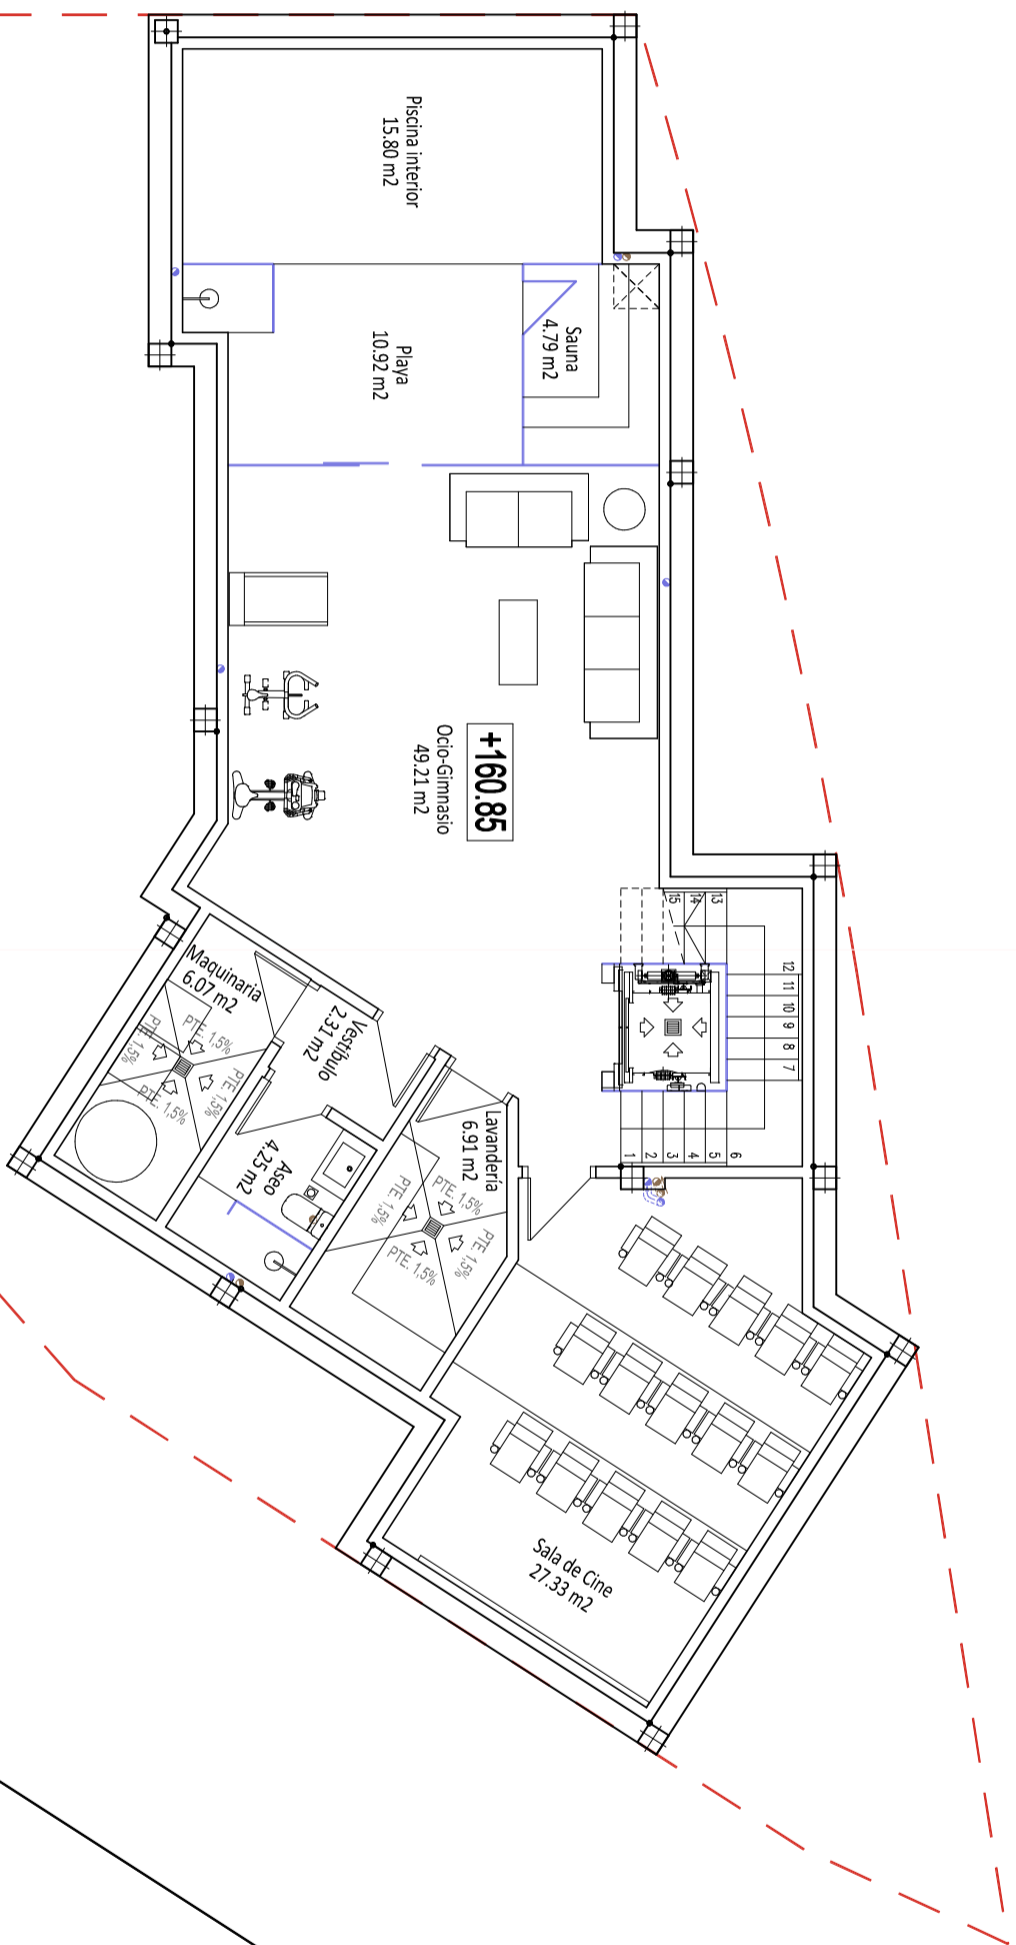 Piscina interior
15.80 m2
Sauna
4.79 m2
Playa
10.92 m2
+160.85
Ocio-Gimnasio
49.21 m2
15
14
13
12
11
10
9
8
7
6
5
4
3
2
1
Maquinaria
6.07 m2
PTE. 1,5%
PTE. 1,5%
PTE. 1,5%
PTE. 1,5%
Vestíbulo
2.31 m2
Aseo
4.25 m2
Lavandería
6.91 m2
PTE. 1,5%
PTE. 1,5%
PTE. 1,5%
PTE. 1,5%
Sala de Cine
27.33 m2